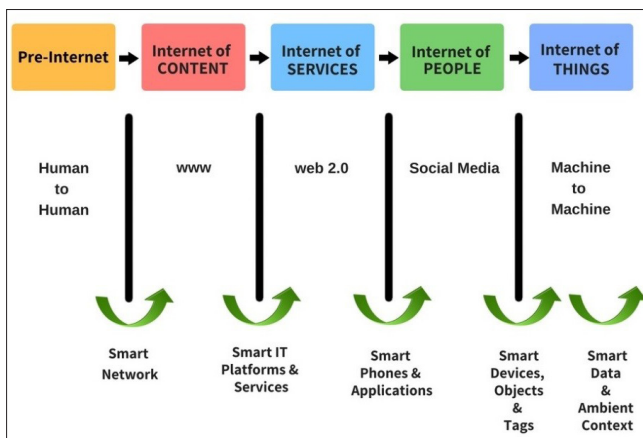 Pre-Internet
Internet of
CONTENT
Internet of
SERVICES
Internet of
PEOPLE
Internet of
THINGS
Human
to
Human
www
web 2.0
Social Media
Machine
to
Machine
Smart
Network
Smart IT
Platforms &
Services
Smart
Phones &
Applications
Smart
Devices,
Objects
&
Tags
Smart
Data
&
Ambient
Context